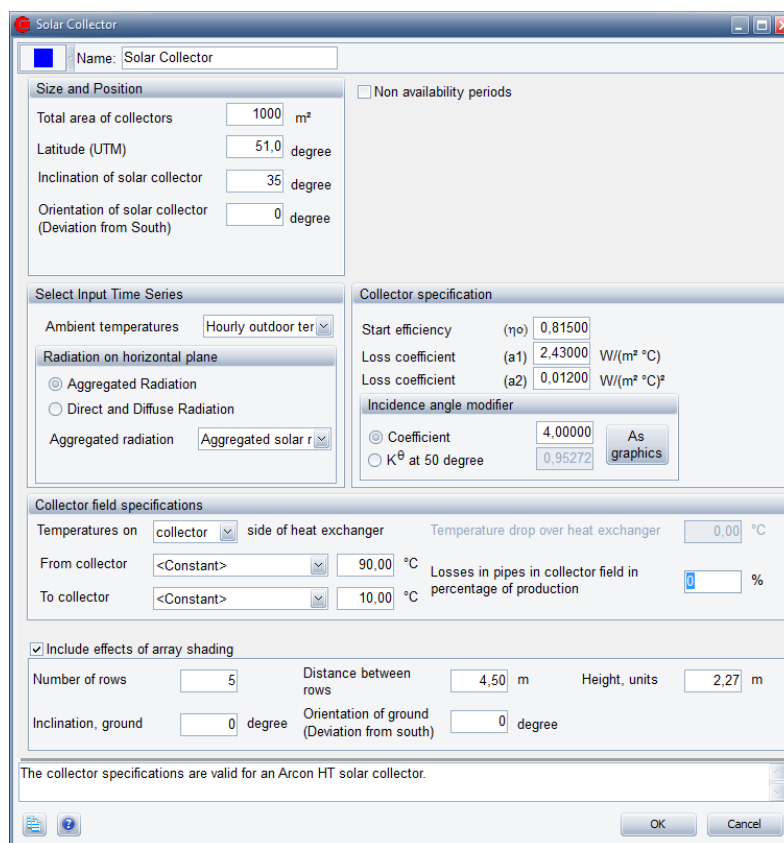 Solar Collector
Name: Solar Collector
Size and Position
Total area of collectors 1000 m²
Latitude (UTM) 51,0 degree
Inclination of solar collector 35 degree
Orientation of solar collector
(Deviation from South) 0 degree
Non availability periods
Select Input Time Series
Ambient temperatures Hourly outdoor ter
Radiation on horizontal plane
Aggregated Radiation
Direct and Diffuse Radiation
Aggregated radiation Aggregated solar r
Collector specification
Start efficiency (ηo) 0,81500
Loss coefficient (a1) 2,43000 W/(m² °C)
Loss coefficient (a2) 0,01200 W/(m² °C)²
Incidence angle modifier
Coefficient 4,00000
K^θ at 50 degree 0,95272
As
graphics
Collector field specifications
Temperatures on collector side of heat exchanger
Temperature drop over heat exchanger 0,00 °C
From collector <Constant> 90,00 °C
To collector <Constant> 10,00 °C
Losses in pipes in collector field in
percentage of production 0 %
Include effects of array shading
Number of rows 5
Distance between
rows 4,50 m
Height, units 2,27 m
Inclination, ground 0 degree
Orientation of ground
(Deviation from south) 0 degree
The collector specifications are valid for an Arcon HT solar collector.
OK
Cancel